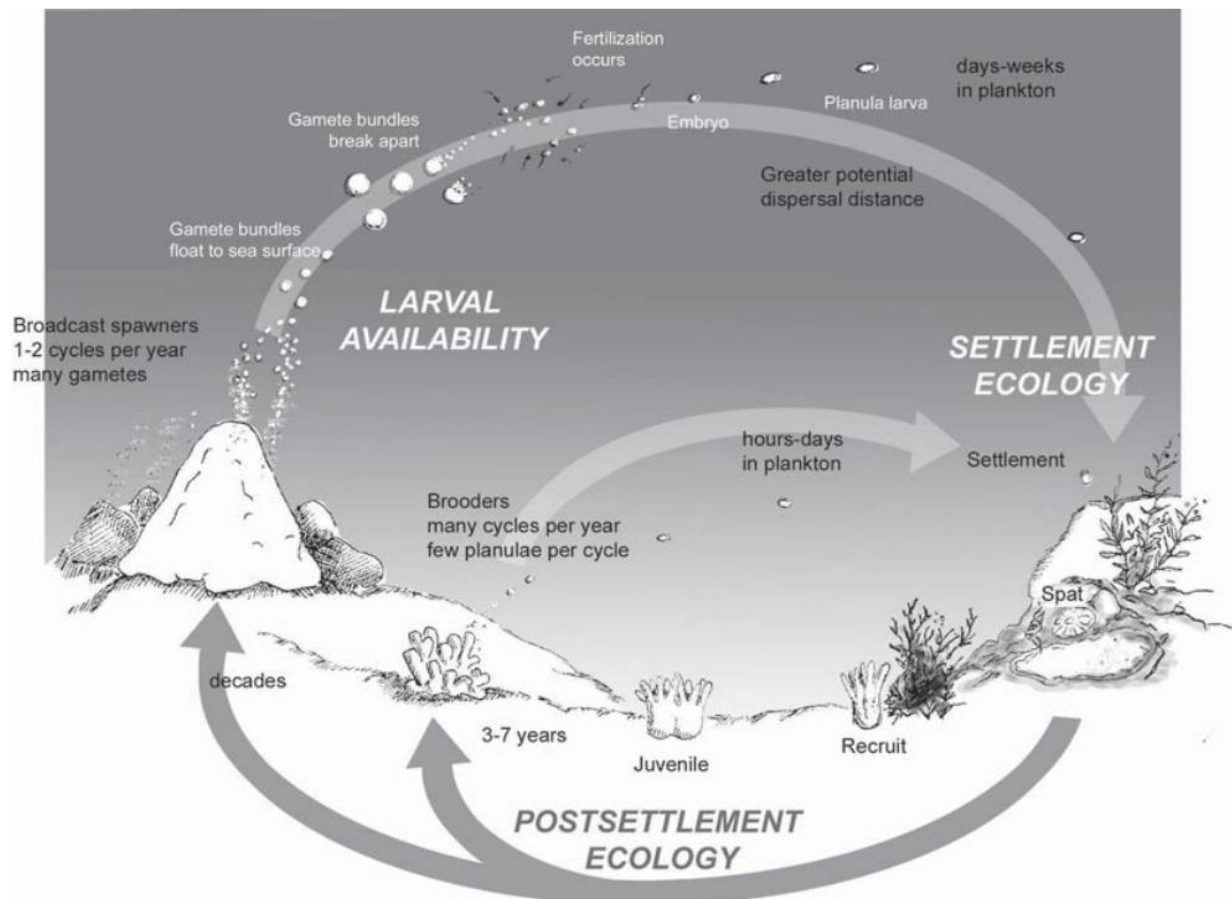 Fertilization
occurs
days-weeks
in plankton
Planula larva
Gamete bundles
break apart
Embryo
Greater potential
dispersal distance
Gamete bundles
float to sea surface
LARVAL
AVAILABILITY
Broadcast spawners
1-2 cycles per year
many gametes
SETTLEMENT
ECOLOGY
hours-days
in plankton
Settlement
Brooders
many cycles per year
few planulae per cycle
Spat
decades
3-7 years
Juvenile
Recruit
POSTSETTLEMENT
ECOLOGY